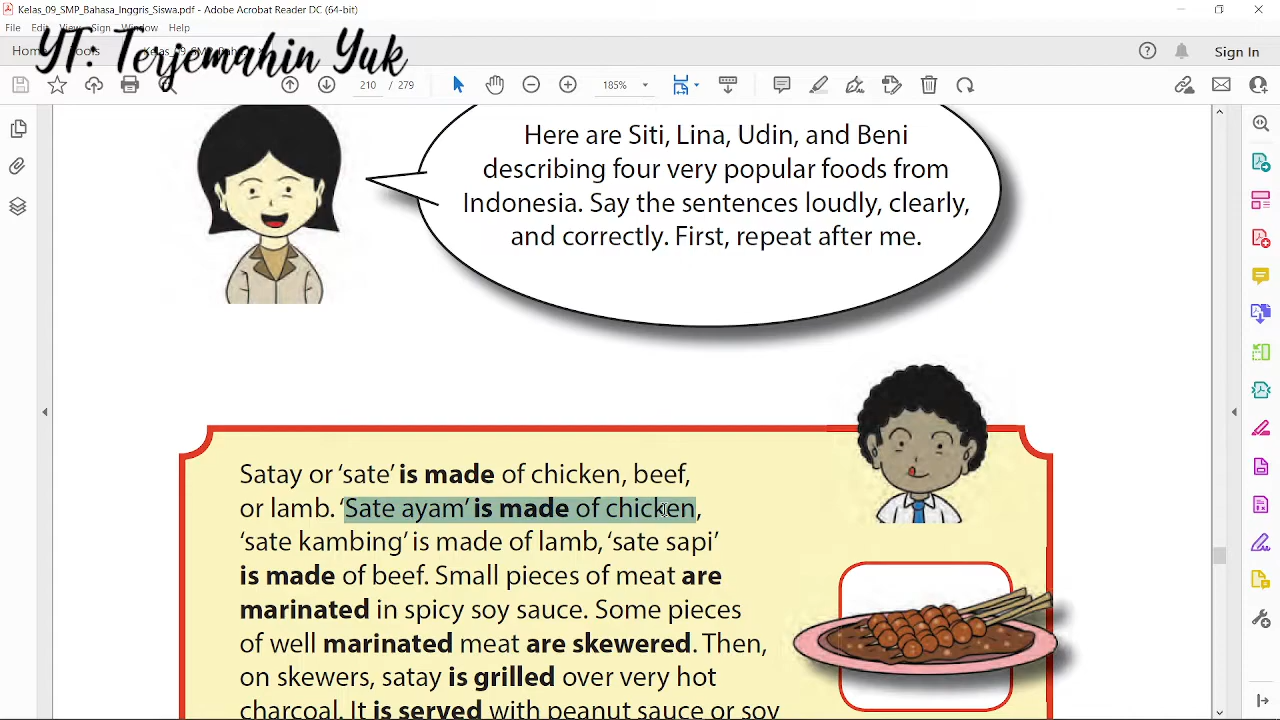 Kelas_09_SMP_Bahasa_Inggris_Siswa.pdf - Adobe Acrobat Reader DC (64-bit)
File Edit View Sign Window Help
YT: Terjemahin Yuk
Sign In
210 / 279
185%
Here are Siti, Lina, Udin, and Beni
describing four very popular foods from
Indonesia. Say the sentences loudly, clearly,
and correctly. First, repeat after me.
Satay or ‘sate’ is made of chicken, beef,
or lamb. ‘Sate ayam’ is made of chicken,
‘sate kambing’ is made of lamb, ‘sate sapi’
is made of beef. Small pieces of meat are
marinated in spicy soy sauce. Some pieces
of well marinated meat are skewered. Then,
on skewers, satay is grilled over very hot
charcoal. It is served with peanut sauce or soy